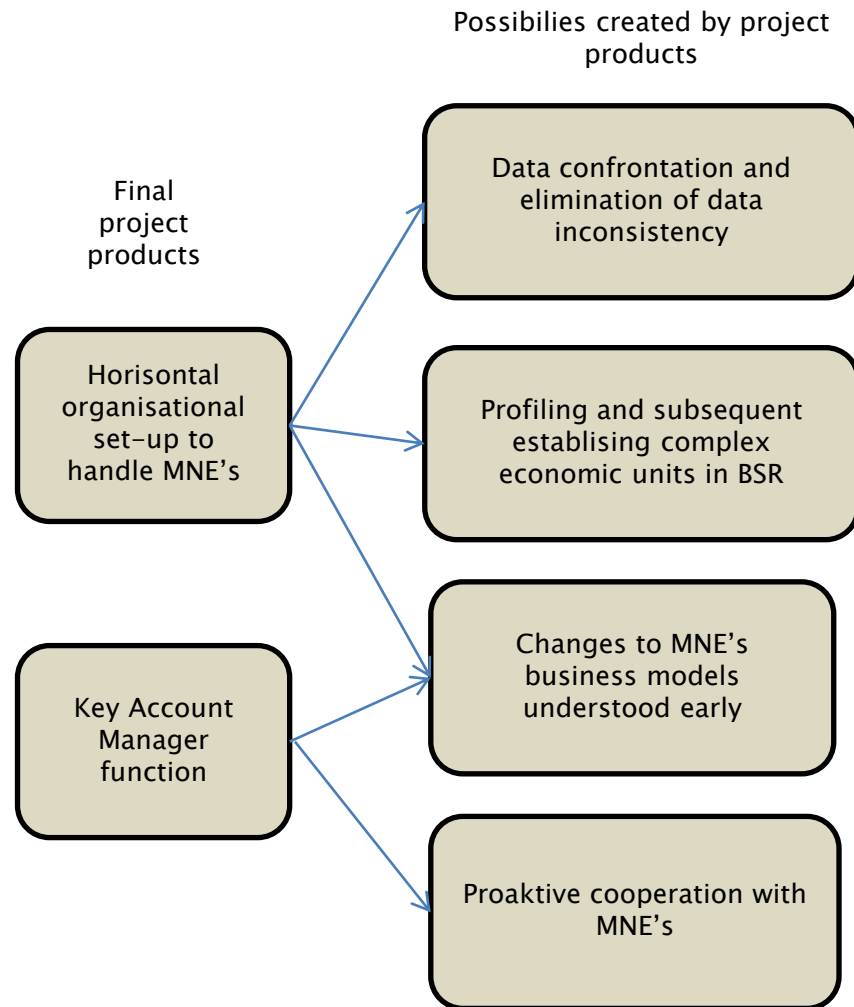 Possibilies created by project
products
Final
project
products
Data confrontation and
elimination of data
inconsistency
Horisontal
organisational
set-up to
handle MNE's
Profiling and subsequent
establising complex
economic units in BSR
Changes to MNE's
business models
understood early
Key Account
Manager
function
Proaktive cooperation with
MNE's